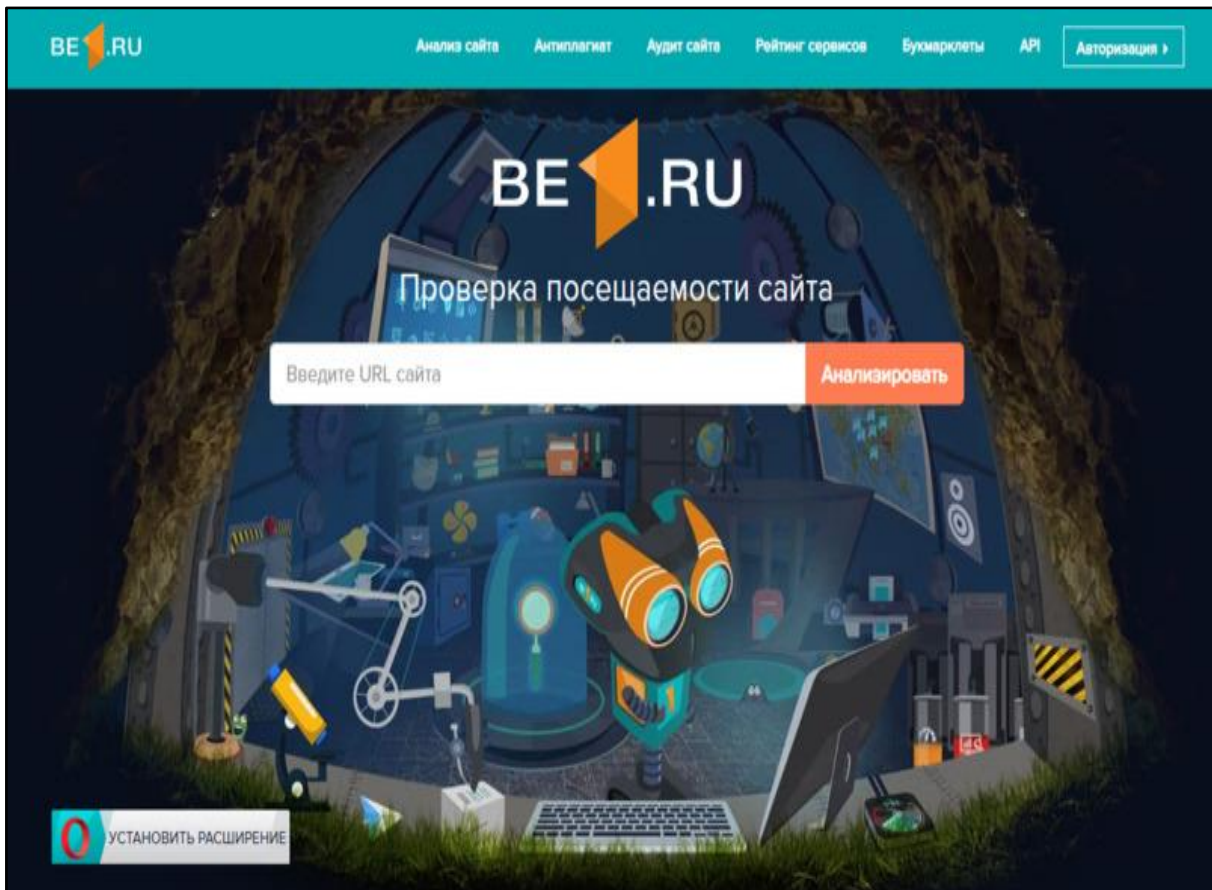 BE1.RU
Анализ сайта
Антиплагиат
Аудит сайта
Рейтинг сервисов
Букмарклеты
API
Авторизация ›
BE1.RU
Проверка посещаемости сайта
Введите URL сайта
Анализировать
УСТАНОВИТЬ РАСШИРЕНИЕ